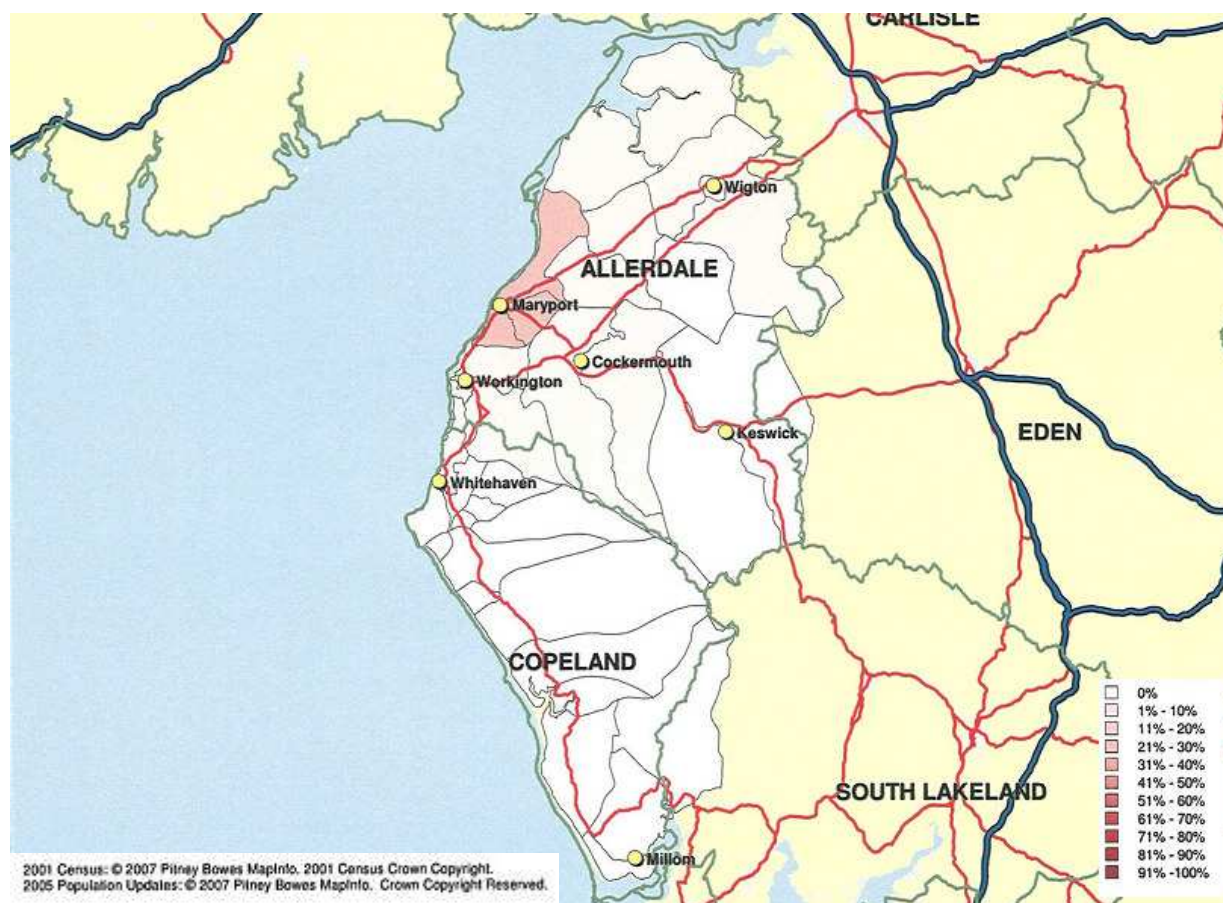 CARLISLE
Wigton
ALLERDALE
Maryport
Cockermouth
Workington
Keswick
EDEN
Whitehaven
COPELAND
SOUTH LAKELAND
Millom
0%
1% - 10%
11% - 20%
21% - 30%
31% - 40%
41% - 50%
51% - 60%
61% - 70%
71% - 80%
81% - 90%
91% -100%
2001 Census: © 2007 Pitney Bowes MapInfo. 2001 Census Crown Copyright.
2005 Population Updates: © 2007 Pitney Bowes MapInfo. Crown Copyright Reserved.